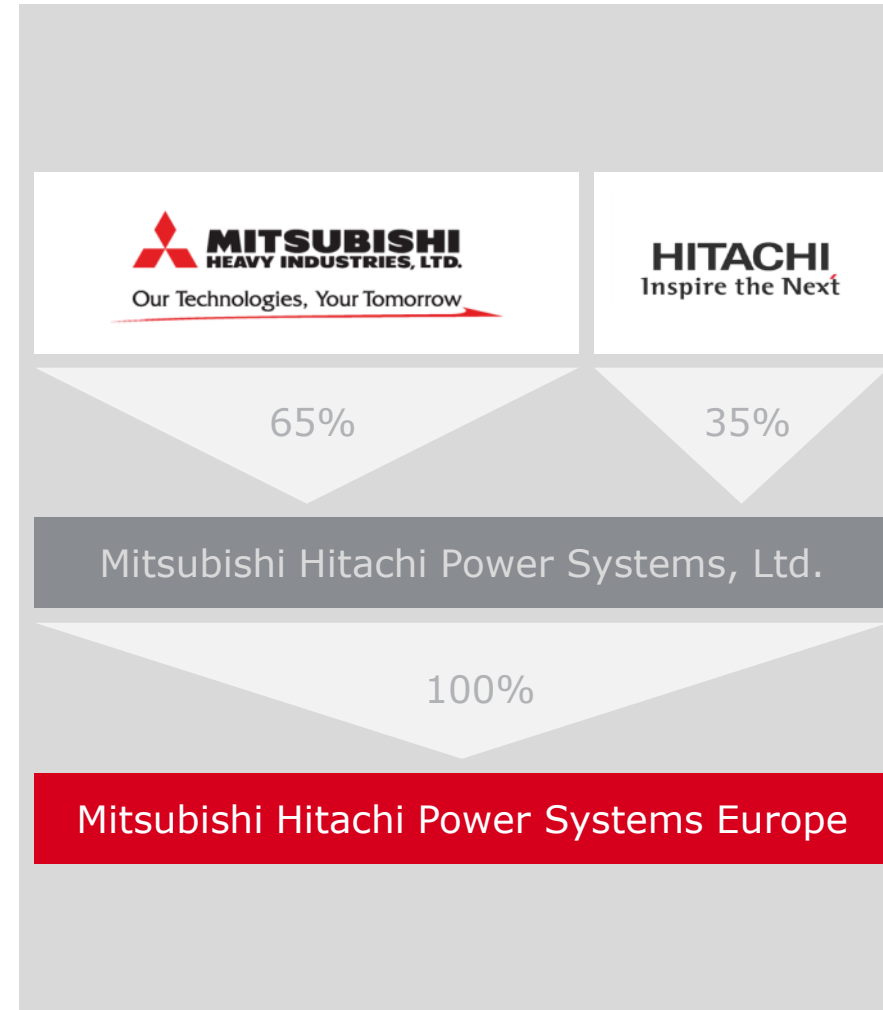 MITSUBISHI
HEAVY INDUSTRIES, LTD.
Our Technologies, Your Tomorrow
HITACHI
Inspire the Next
65%
35%
Mitsubishi Hitachi Power Systems, Ltd.
100%
Mitsubishi Hitachi Power Systems Europe